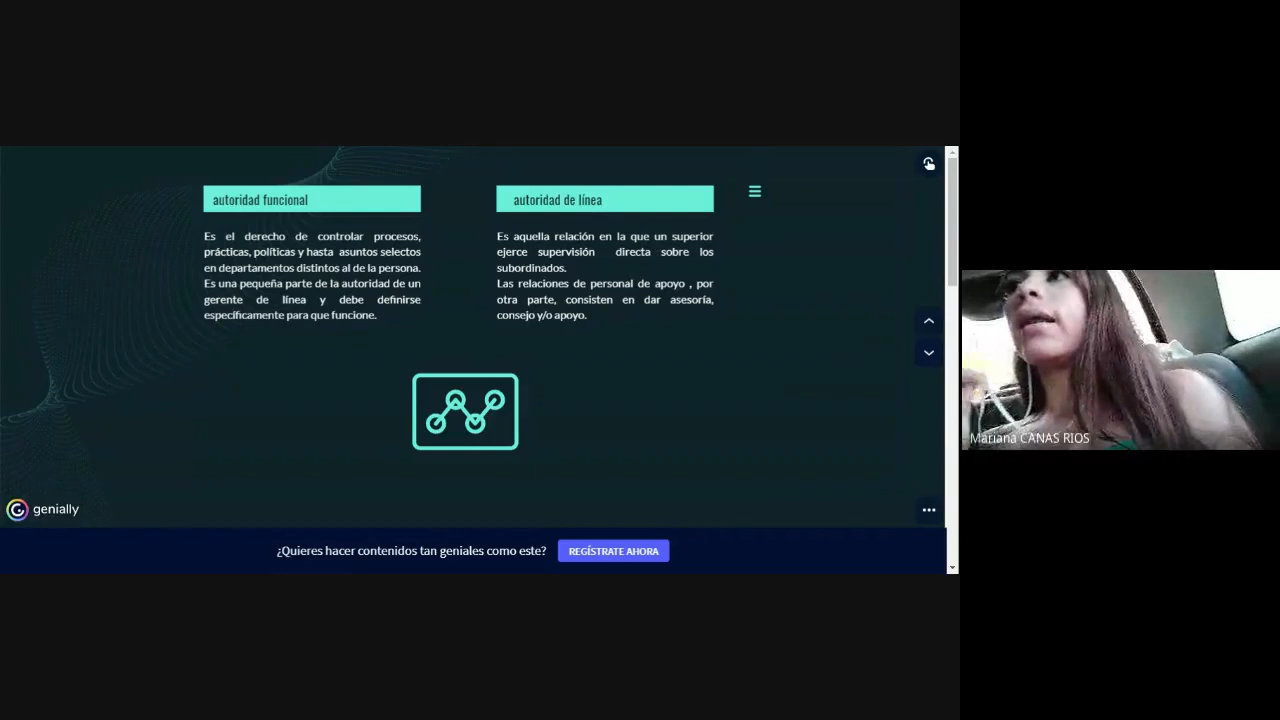 autoridad funcional
Es el derecho de controlar procesos,
prácticas, políticas y hasta asuntos selectos
en departamentos distintos al de la persona.
Es una pequeña parte de la autoridad de un
gerente de línea y debe definirse
específicamente para que funcione.
autoridad de línea
Es aquella relación en la que un superior
ejerce supervisión directa sobre los
subordinados.
Las relaciones de personal de apoyo , por
otra parte, consisten en dar asesoría,
consejo y/o apoyo.
genially
¿Quieres hacer contenidos tan geniales como este?
REGÍSTRATE AHORA
Mariana CANAS RIOS